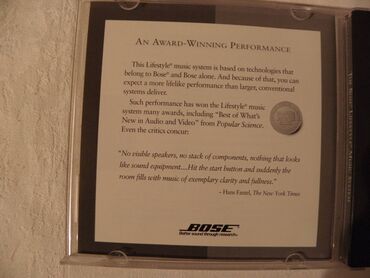 AN AWARD-WINNING PERFORMANCE
This Lifestyle® music system is based on technologies that
belong to Bose® and Bose alone. And because of that, you can
expect a more lifelike performance than larger, conventional
systems deliver.
Such performance has won the Lifestyle® music
system many awards, including "Best of What's
New in Audio and Video" from Popular Science.
Even the critics concur:
"No visible speakers, no stack of components, nothing that looks
like sound equipment....Hit the start button and suddenly the
room fills with music of exemplary clarity and fullness."
– Hans Fantel, The New York Times
BOSE
Better sound through research®